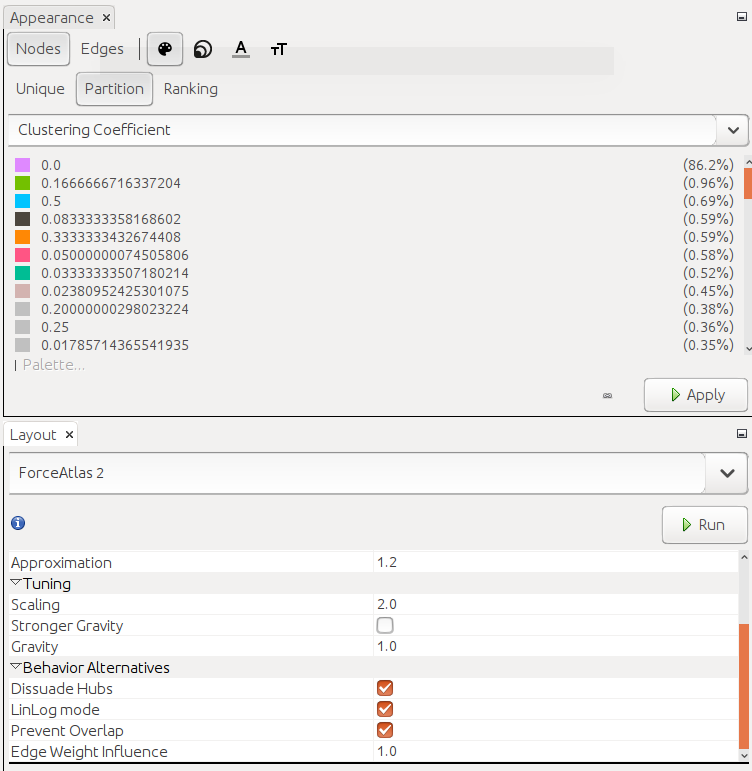 Appearance ×
Nodes Edges A тT
Unique Partition Ranking
Clustering Coefficient
0.0 (86.2%)
0.1666666716337204 (0.96%)
0.5 (0.69%)
0.0833333358168602 (0.59%)
0.3333333432674408 (0.59%)
0.05000000074505806 (0.58%)
0.03333333507180214 (0.52%)
0.02380952425301075 (0.45%)
0.20000000298023224 (0.38%)
0.25 (0.36%)
0.01785714365541935 (0.35%)
Palette...
Apply
Layout ×
ForceAtlas 2
Run
Approximation 1.2
Tuning
Scaling 2.0
Stronger Gravity
Gravity 1.0
Behavior Alternatives
Dissuade Hubs
LinLog mode
Prevent Overlap
Edge Weight Influence 1.0